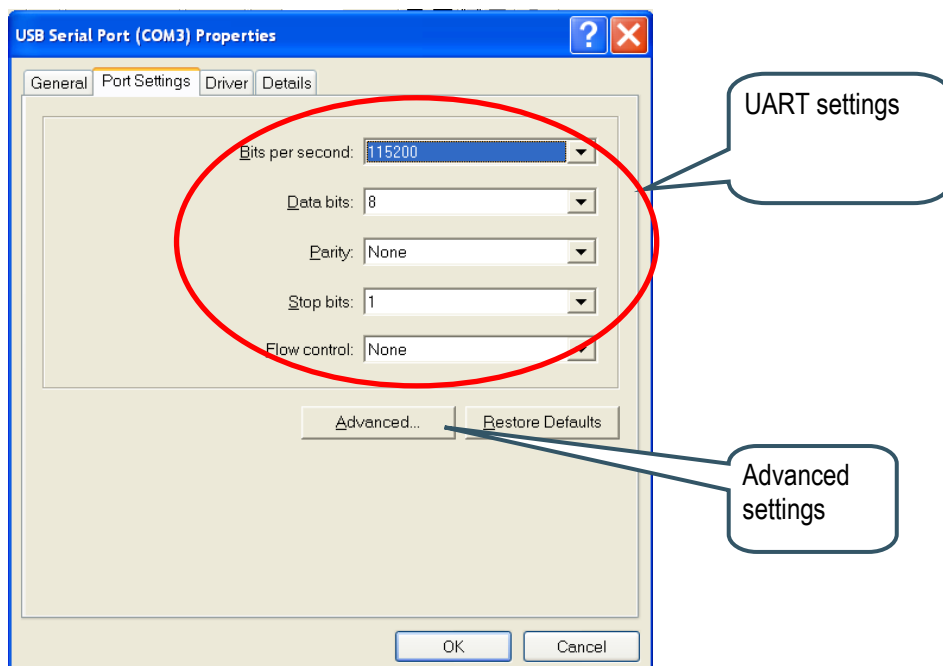 USB Serial Port (COM3) Properties
?
General Port Settings Driver Details
UART settings
Bits per second: 115200
Data bits: 8
Parity: None
Stop bits: 1
Flow control: None
Advanced... Restore Defaults
Advanced
settings
OK Cancel